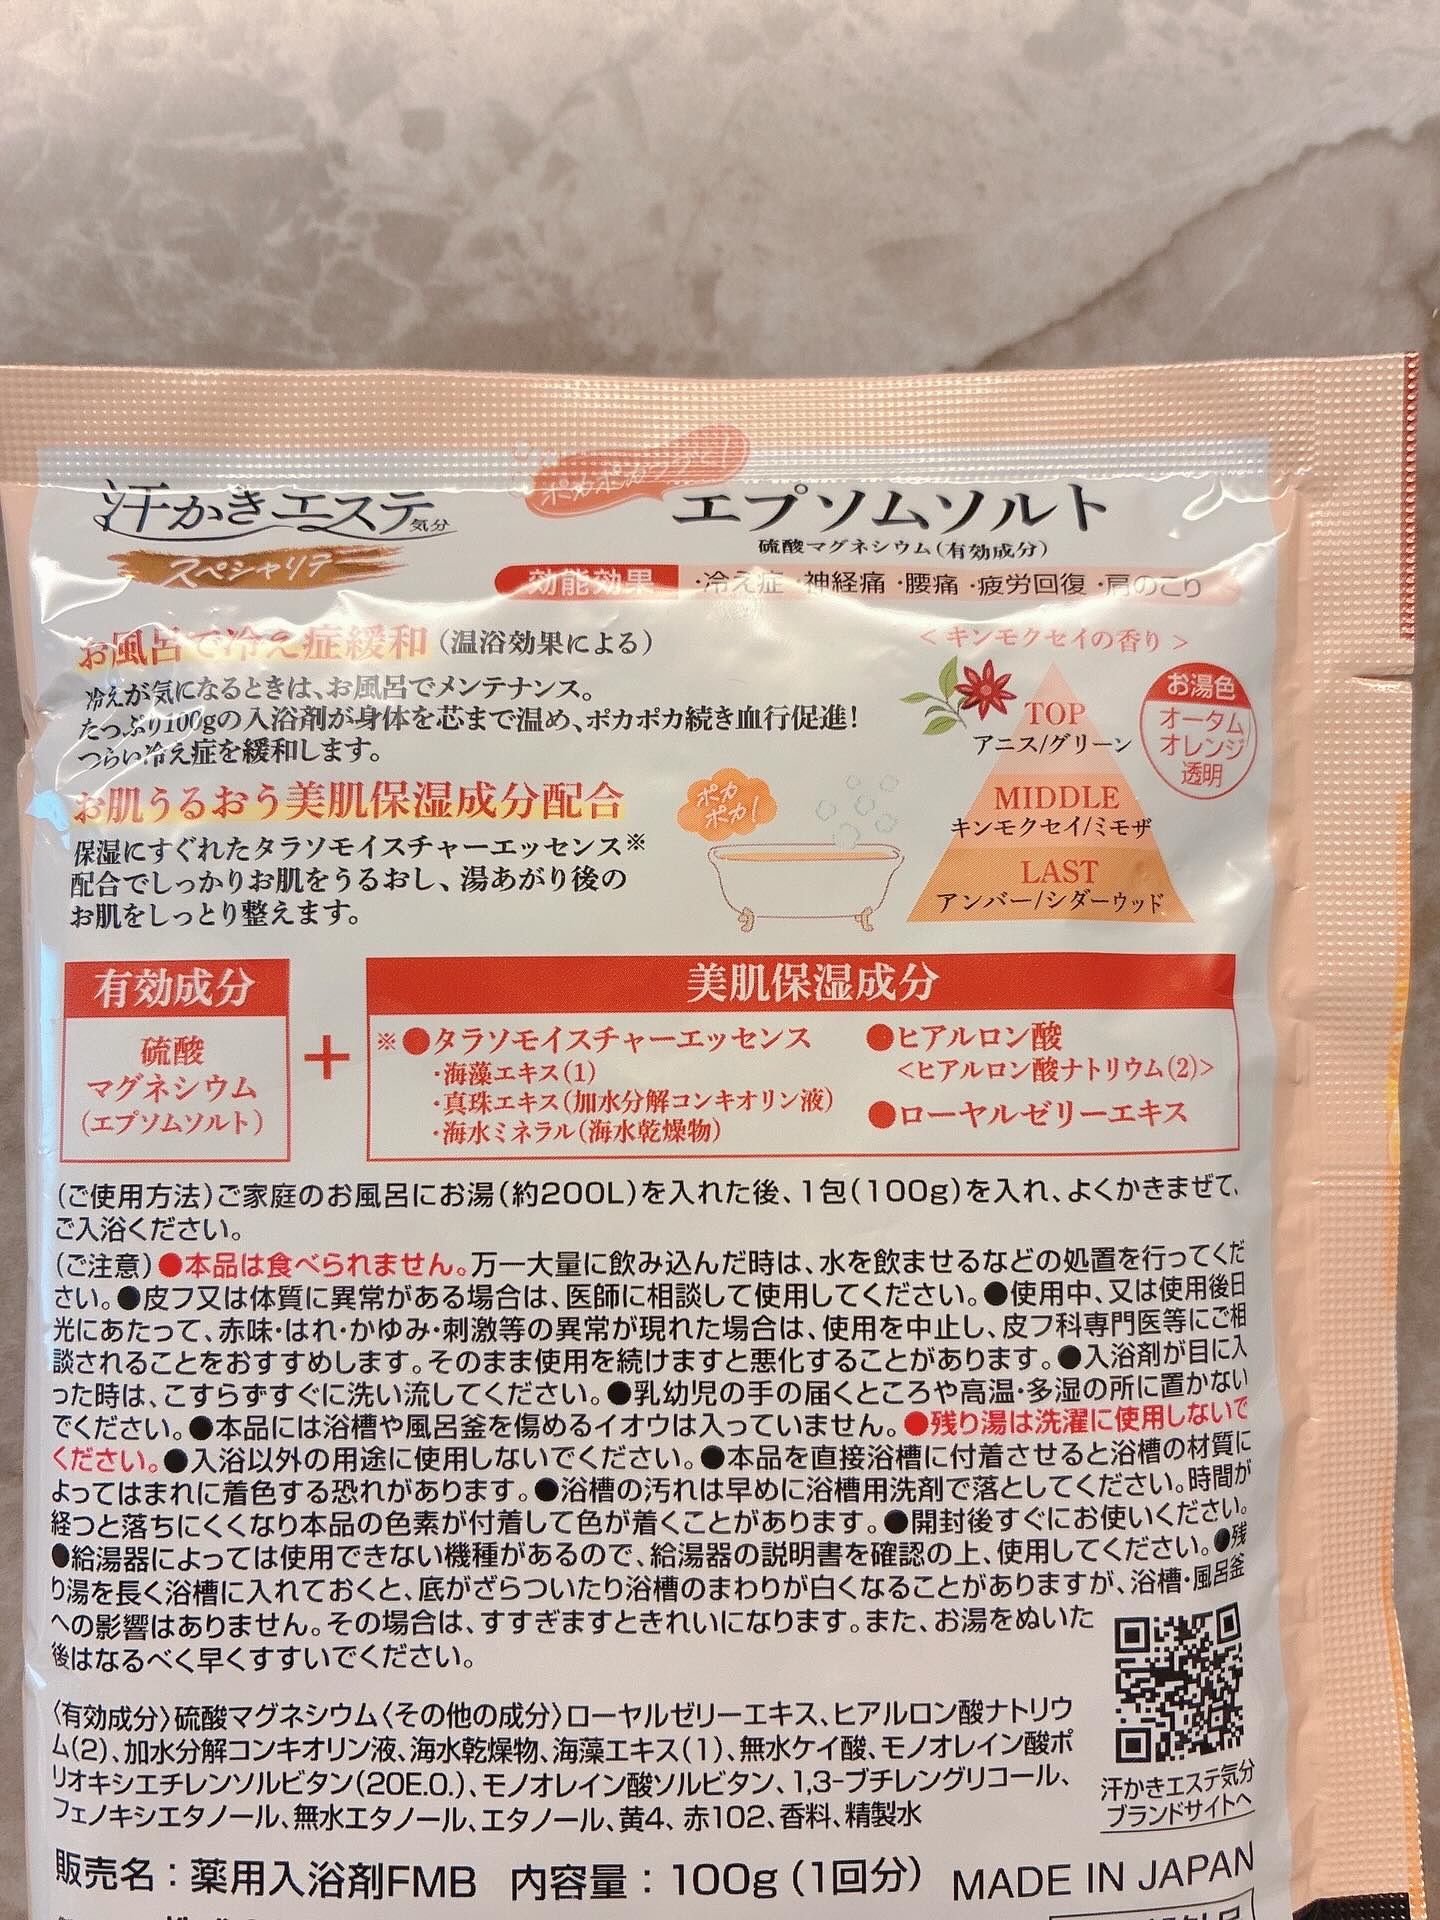 汗かきエステ気分
スペシャリテ
エプソムソルト
硫酸マグネシウム(有効成分)
効能効果 ・冷え症 ・神経痛 ・腰痛 ・疲労回復 ・肩のこり
お風呂で冷え症緩和(温浴効果による)
冷えが気になるときは、お風呂でメンテナンス。
たっぷり100gの入浴剤が身体を芯まで温め、ポカポカ続き血行促進!
つらい冷え症を緩和します。
お肌うるおう美肌保湿成分配合
保湿にすぐれたタラソモイスチャーエッセンス※
配合でしっかりお肌をうるおし、湯あがり後の
お肌をしっとり整えます。
ポカ
ポカ!
<キンモクセイの香り>
TOP
アニス/グリーン
MIDDLE
キンモクセイ/ミモザ
LAST
アンバー/シダーウッド
お湯色
オータム
オレンジ
透明
有効成分
硫酸
マグネシウム
(エプソムソルト)
+
美肌保湿成分
※●タラソモイスチャーエッセンス
・海藻エキス(1)
・真珠エキス(加水分解コンキオリン液)
・海水ミネラル(海水乾燥物)
●ヒアルロン酸
<ヒアルロン酸ナトリウム(2)>
●ローヤルゼリーエキス
(ご使用方法)ご家庭のお風呂にお湯(約200L)を入れた後、1包(100g)を入れ、よくかきまぜて、
ご入浴ください。
(ご注意)●本品は食べられません。万一大量に飲み込んだ時は、水を飲ませるなどの処置を行ってくだ
さい。●皮フ又は体質に異常がある場合は、医師に相談して使用してください。●使用中、又は使用後日
光にあたって、赤味・はれ・かゆみ・刺激等の異常が現れた場合は、使用を中止し、皮フ科専門医等にご相
談されることをおすすめします。そのまま使用を続けますと悪化することがあります。●入浴剤が目に入
った時は、こすらずすぐに洗い流してください。●乳幼児の手の届くところや高温・多湿の所に置かない
でください。●本品には浴槽や風呂釜を傷めるイオウは入っていません。●残り湯は洗濯に使用しないで
ください。●入浴以外の用途に使用しないでください。●本品を直接浴槽に付着させると浴槽の材質に
よってはまれに着色する恐れがあります。●浴槽の汚れは早めに浴槽用洗剤で落としてください。時間が
経つと落ちにくくなり本品の色素が付着して色が着くことがあります。●開封後すぐにお使いください。
●給湯器によっては使用できない機種があるので、給湯器の説明書を確認の上、使用してください。●残
り湯を長く浴槽に入れておくと、底がざらついたり浴槽のまわりが白くなることがありますが、浴槽・風呂釜
への影響はありません。その場合は、すすぎますときれいになります。また、お湯をぬいた
後はなるべく早くすすいでください。
〈有効成分〉硫酸マグネシウム〈その他の成分〉ローヤルゼリーエキス、ヒアルロン酸ナトリウ
ム(2)、加水分解コンキオリン液、海水乾燥物、海藻エキス(1)、無水ケイ酸、モノオレイン酸ポ
リオキシエチレンソルビタン(20E.O.)、モノオレイン酸ソルビタン、1,3-ブチレングリコール、
フェノキシエタノール、無水エタノール、エタノール、黄4、赤102、香料、精製水
汗かきエステ気分
ブランドサイトへ
販売名:薬用入浴剤FMB 内容量:100g(1回分) MADE IN JAPAN